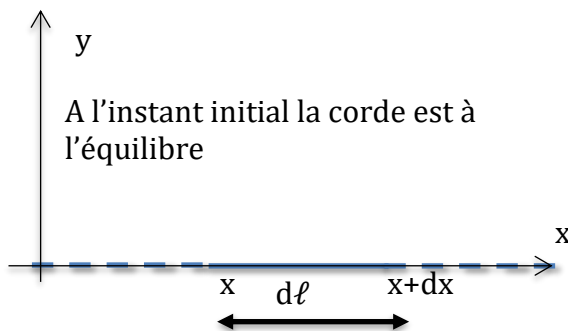 y
A l'instant initial la corde est à
l'équilibre
x
x
dℓ
x+dx